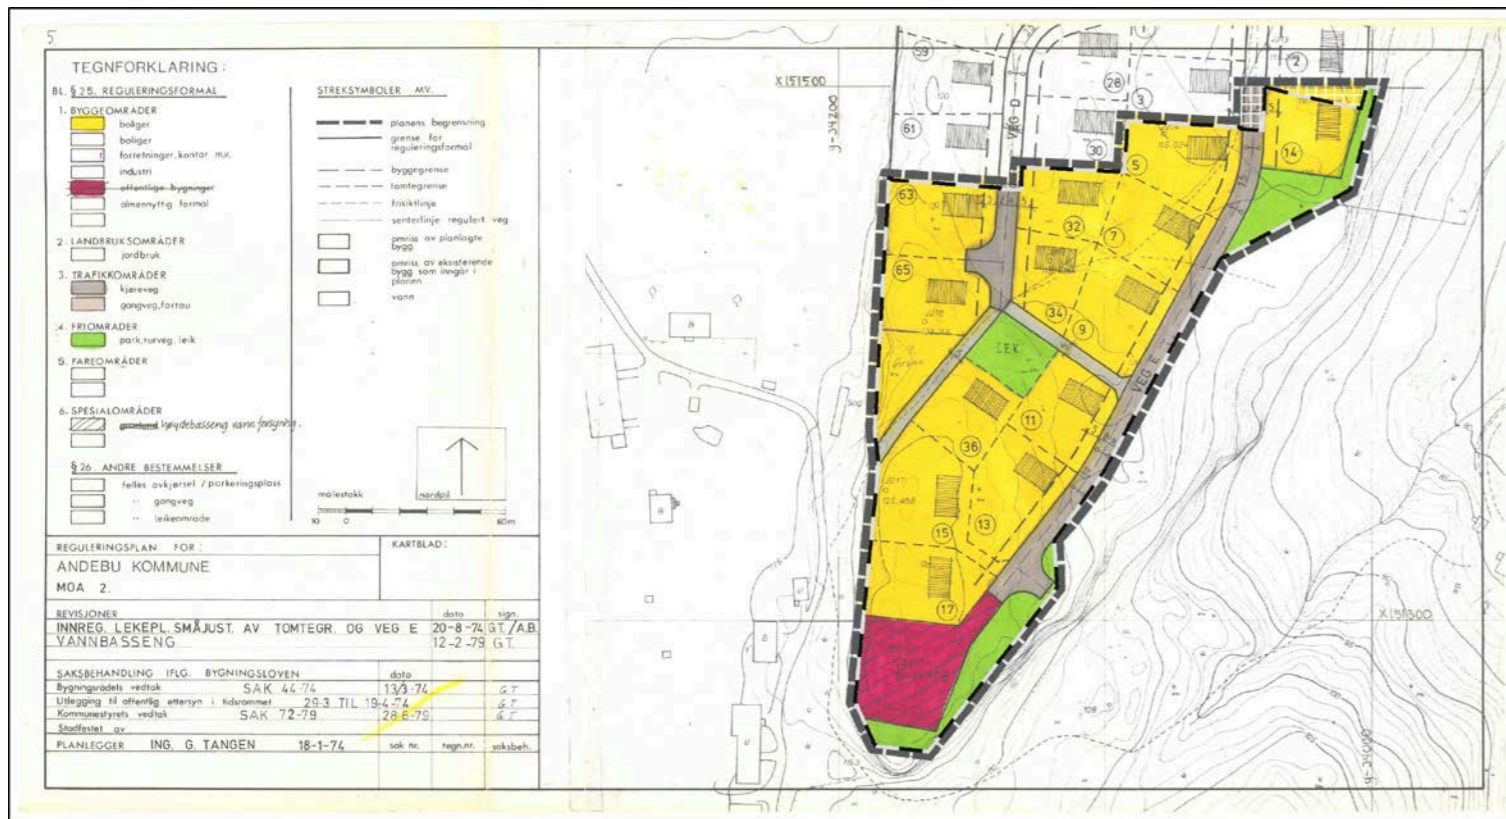 5
TEGNFORKLARING :
BL. § 25. REGULERINGSFORMÅL
1. BYGGEOMRÅDER
boliger
boliger
forretninger, kontor m.v.
industri
offentlige bygninger
almennyttig formål
2. LANDBRUKSOMRÅDER
jordbruk
3. TRAFIKKOMRÅDER
kjøreveg
gangveg, fortau
4. FRIOMRÅDER
park, turveg, leik
5. FAREOMRÅDER
6. SPESIALOMRÅDER
høydebasseng vann forsyning.
§ 26. ANDRE BESTEMMELSER
felles avkjørsel / parkeringsplass
" gangveg
" leikeområde
STREKSYMBOLER MV.
planens begrensning
grense for
reguleringsformål
byggegrense
tomtegrense
frisiktlinje
senterlinje regulert veg
omriss av planlagte
bygg
omriss av eksisterende
bygg som inngår i
planen
vann
målestokk
nordpil
10 0 60m
REGULERINGSPLAN FOR :
KARTBLAD :
ANDEBU KOMMUNE
MOA 2.
REVISJONER dato sign.
INNREG. LEKEPL. SMÅJUST. AV TOMTEGR. OG VEG E 20-8-74 G.T./A.B.
VANNBASSENG 12-2-79 G.T.
SAKSBEHANDLING IFLG. BYGNINGSLOVEN dato
Bygningsrådets vedtak SAK 44-74 13/3-74 G.T
Utlegging til offentlig ettersyn i tidsrommet 29-3 TIL 19-4-74 G.T
Kommunestyrets vedtak SAK 72-79 28-6-79 G.T
Stadfestet av
PLANLEGGER ING. G. TANGEN 18-1-74 sak nr. tegn.nr. saksbeh.
X151500
y-34200
59
61
VEG D
28
3
30
2
14
5
63
65
32
7
34
9
LEK
VEG E
11
36
13
15
17
X151300
y-34000